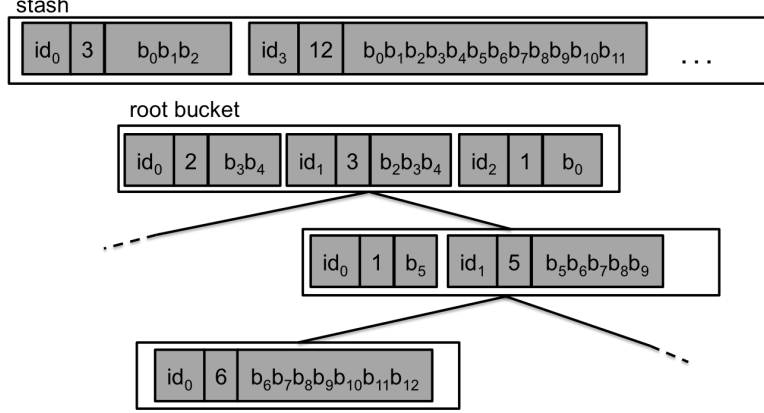 stash
id₀ 3 b₀b₁b₂ id₃ 12 b₀b₁b₂b₃b₄b₅b₆b₇b₈b₉b₁₀b₁₁ ...
root bucket
id₀ 2 b₃b₄ id₁ 3 b₂b₃b₄ id₂ 1 b₀
id₀ 1 b₅ id₁ 5 b₅b₆b₇b₈b₉
id₀ 6 b₆b₇b₈b₉b₁₀b₁₁b₁₂